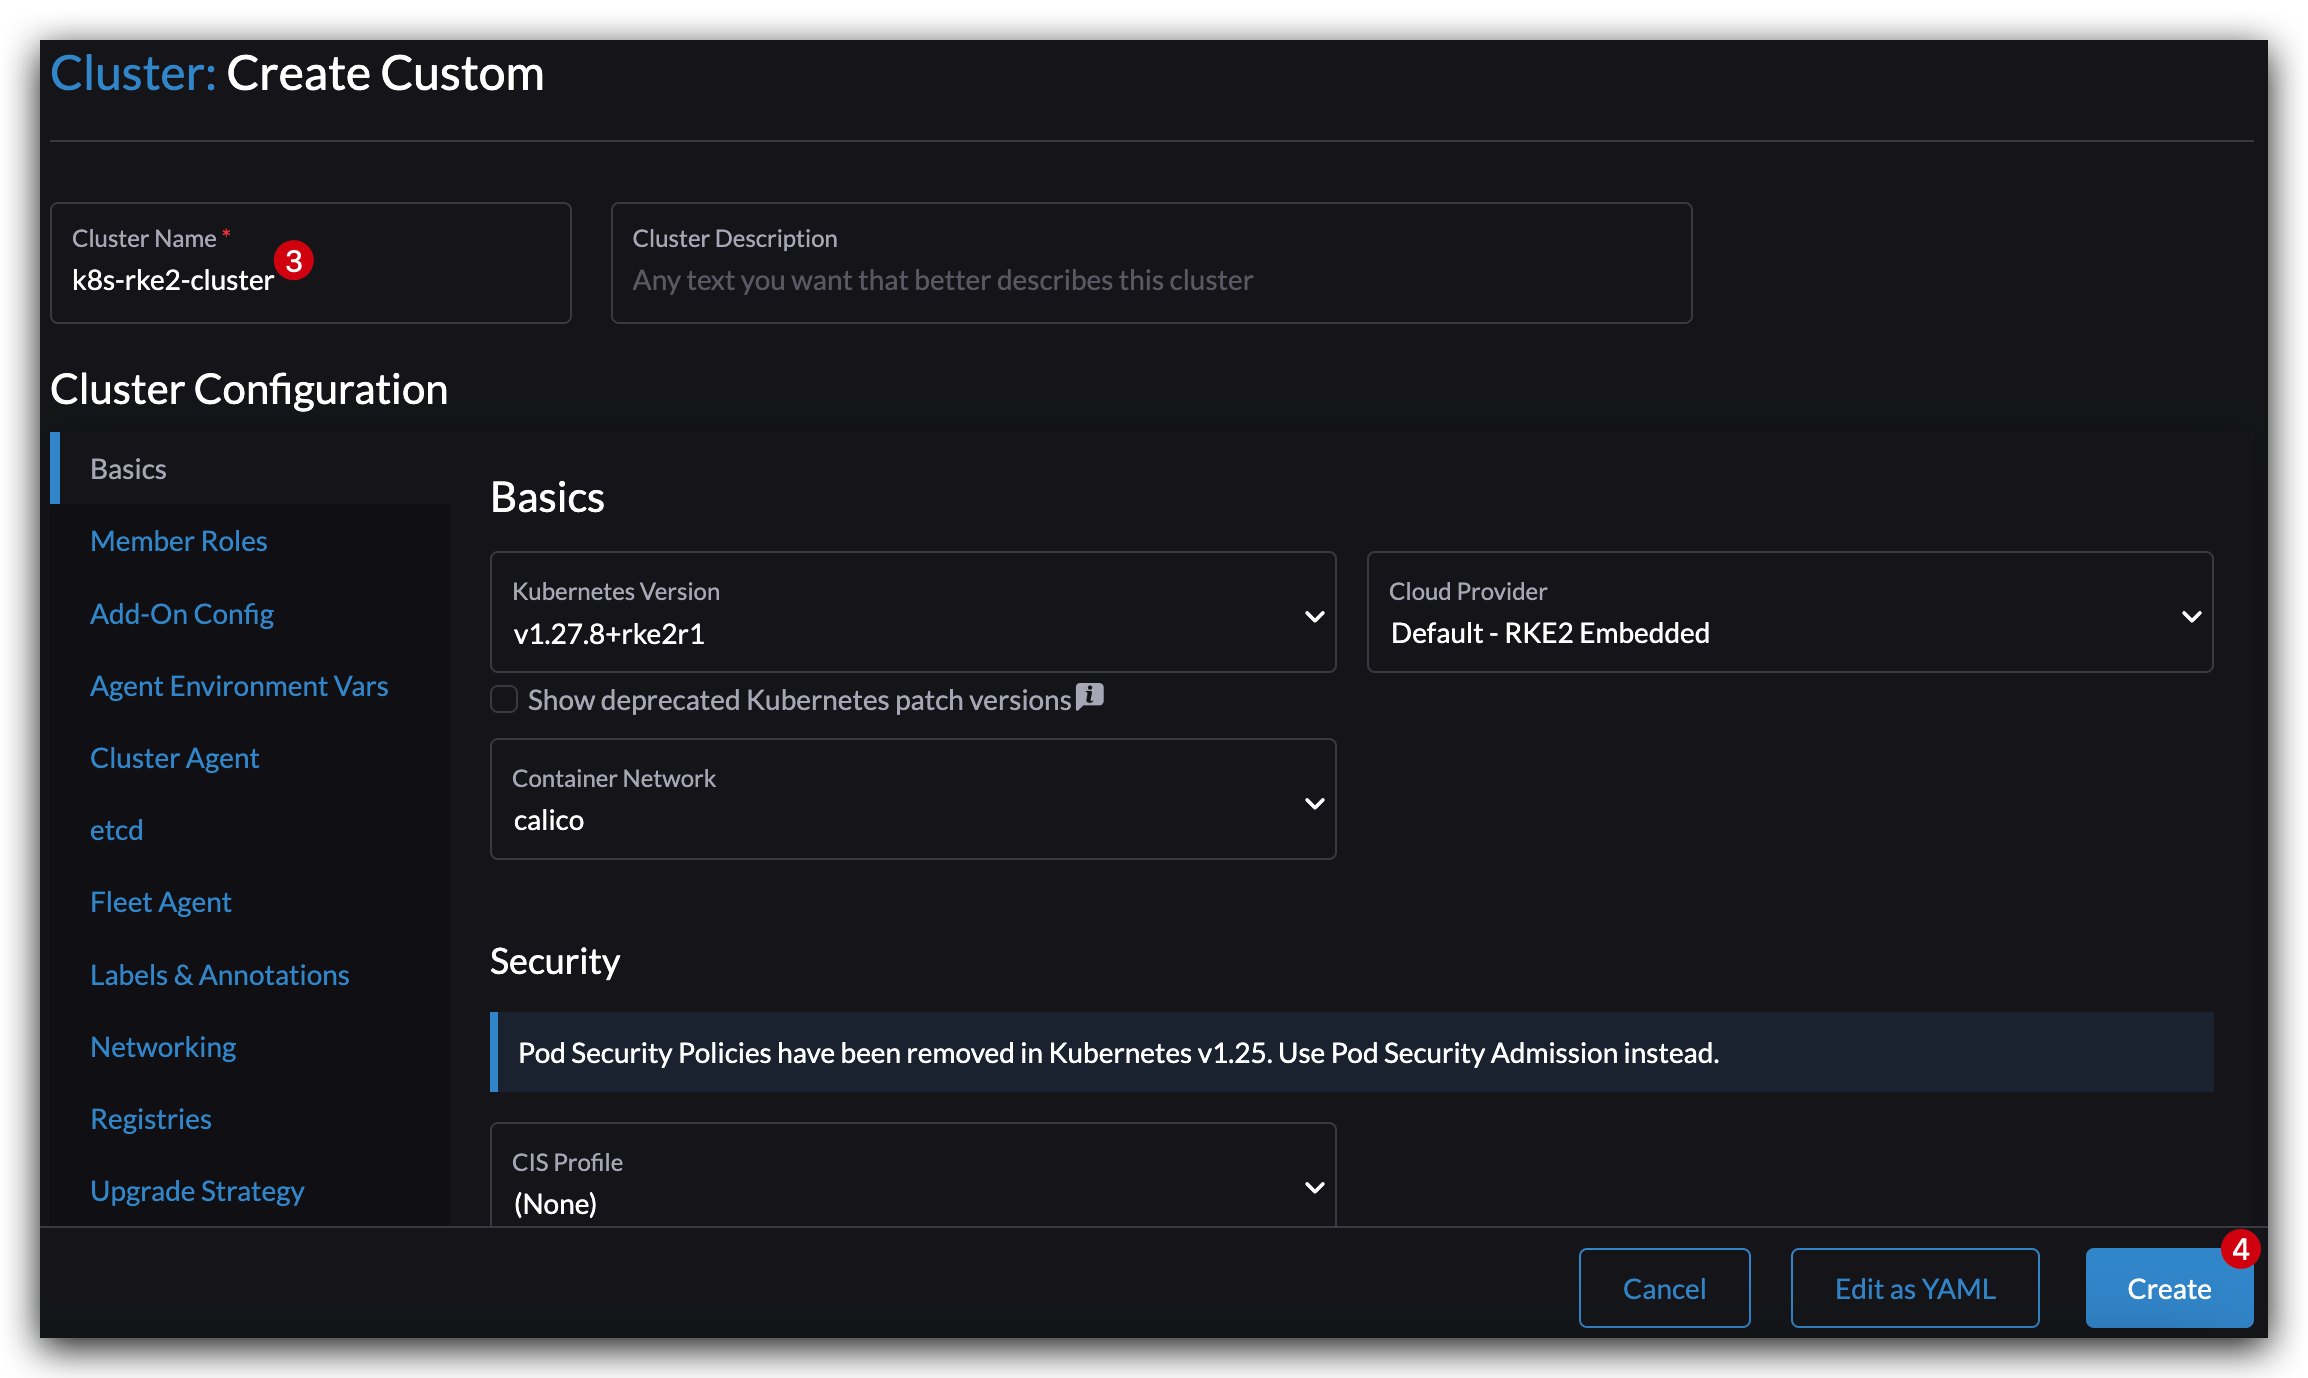 Cluster: Create Custom
Cluster Name *
k8s-rke2-cluster
3
Cluster Description
Any text you want that better describes this cluster
Cluster Configuration
Basics
Member Roles
Add-On Config
Agent Environment Vars
Cluster Agent
etcd
Fleet Agent
Labels & Annotations
Networking
Registries
Upgrade Strategy
Basics
Kubernetes Version
v1.27.8+rke2r1
Cloud Provider
Default - RKE2 Embedded
Show deprecated Kubernetes patch versions
Container Network
calico
Security
Pod Security Policies have been removed in Kubernetes v1.25. Use Pod Security Admission instead.
CIS Profile
(None)
Cancel
Edit as YAML
Create
4